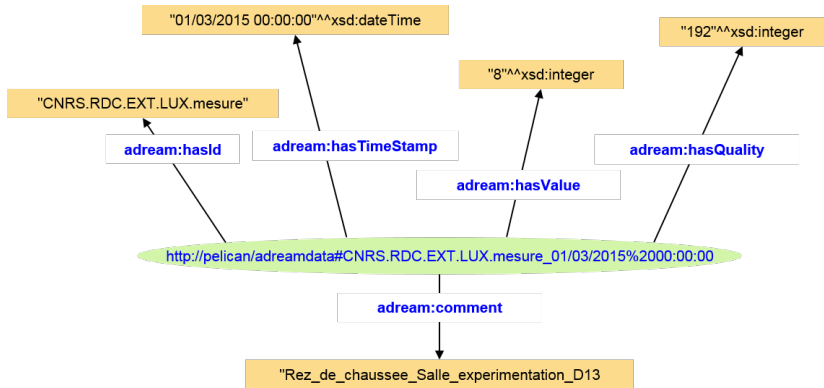 "01/03/2015 00:00:00"^^xsd:dateTime
"192"^^xsd:integer
"8"^^xsd:integer
"CNRS.RDC.EXT.LUX.mesure"
adream:hasId
adream:hasTimeStamp
adream:hasQuality
adream:hasValue
http://pelican/adreamdata#CNRS.RDC.EXT.LUX.mesure_01/03/2015%2000:00:00
adream:comment
"Rez_de_chaussee_Salle_experimentation_D13